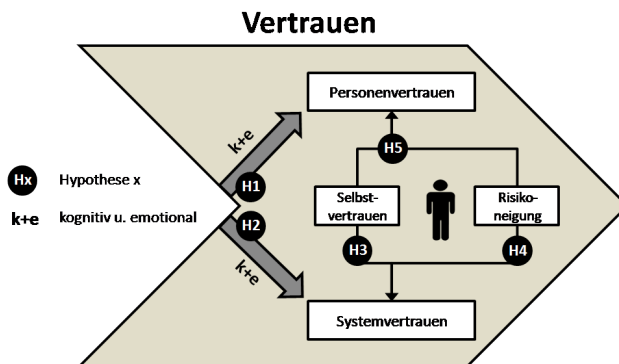 Vertrauen
Personenvertrauen
k+e
H5
Hx Hypothese x
H1
k+e kognitiv u. emotional
Selbst-
vertrauen
Risiko-
neigung
H2
H3
H4
k+e
Systemvertrauen